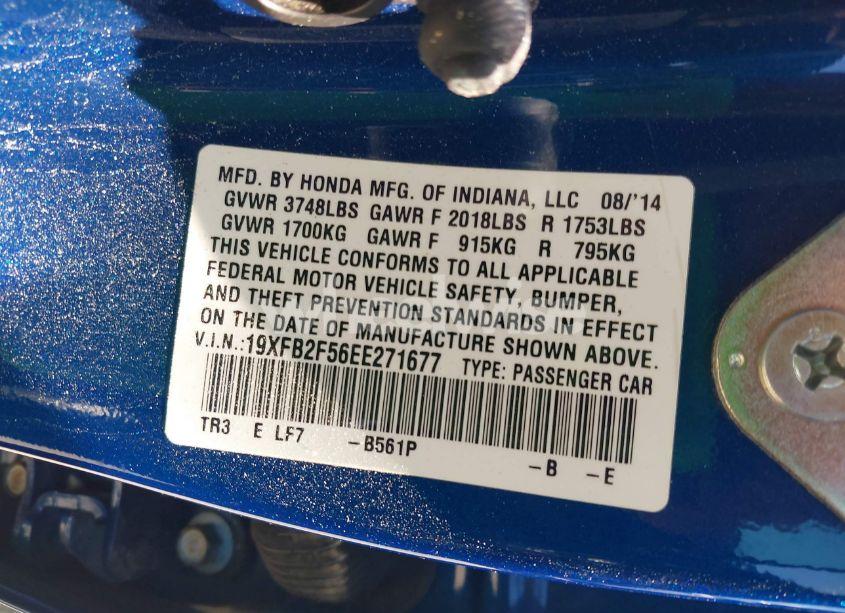 MFD. BY HONDA MFG. OF INDIANA, LLC 08/'14
GVWR 3748LBS GAWR F 2018LBS R 1753LBS
GVWR 1700KG GAWR F 915KG R 795KG
THIS VEHICLE CONFORMS TO ALL APPLICABLE
FEDERAL MOTOR VEHICLE SAFETY, BUMPER,
AND THEFT PREVENTION STANDARDS IN EFFECT
ON THE DATE OF MANUFACTURE SHOWN ABOVE.
V.I.N.:19XFB2F56EE271677 TYPE: PASSENGER CAR
TR3 E LF7 -B561P -B -E